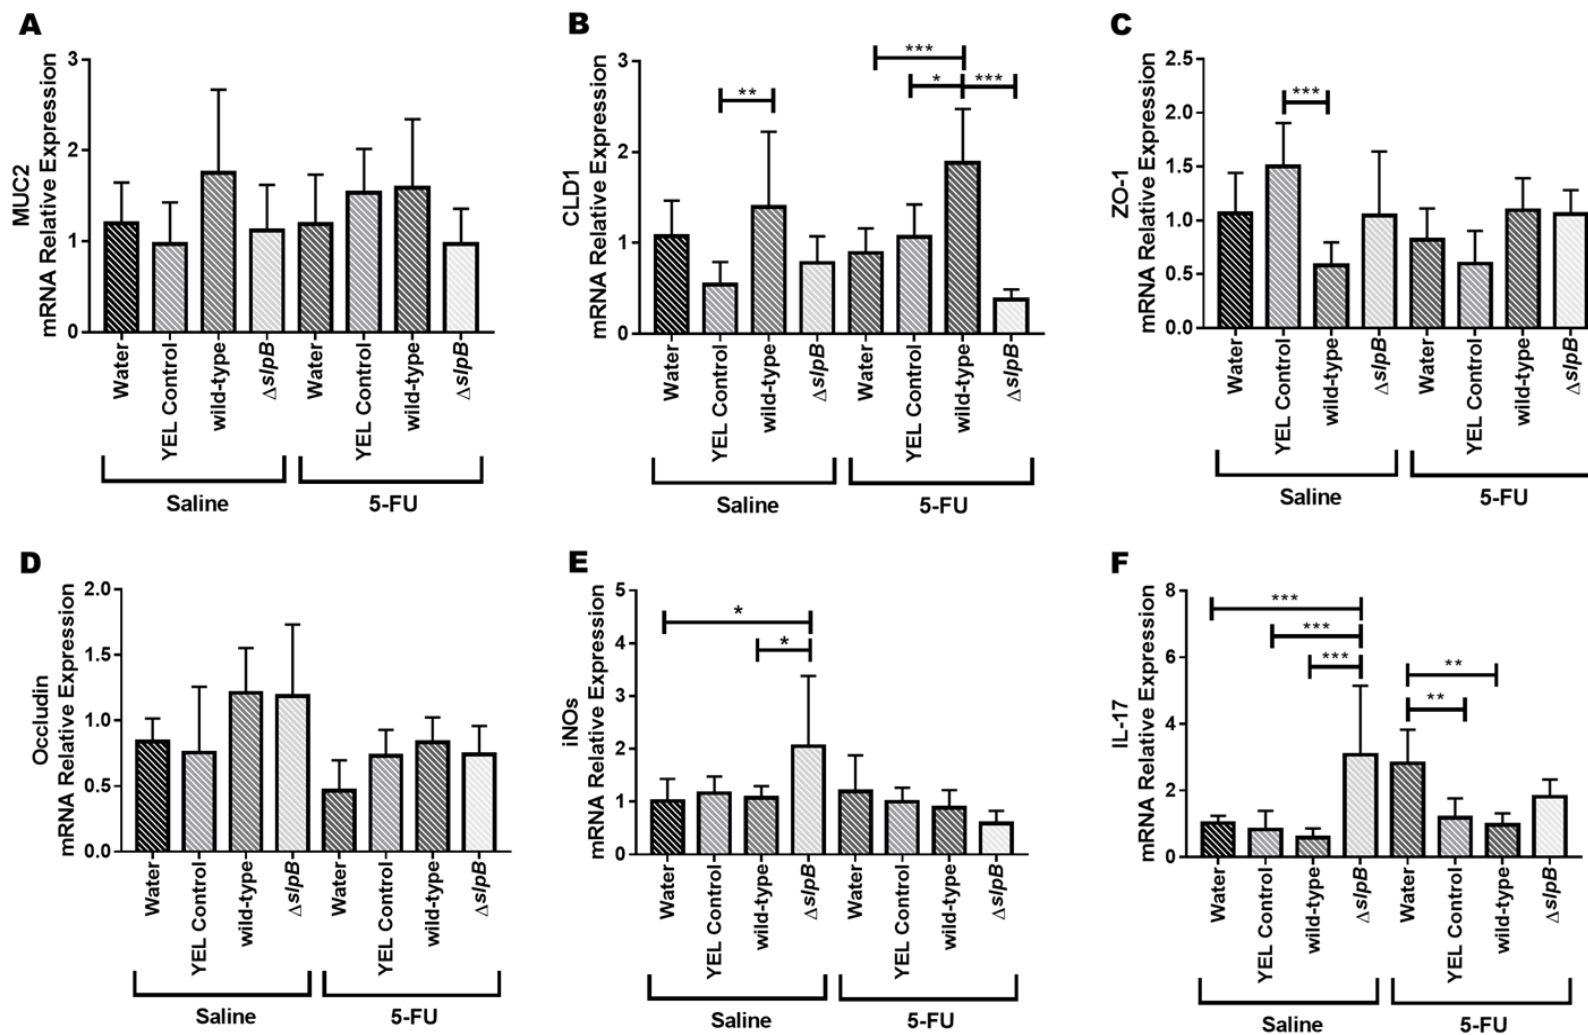 A
MUC2
mRNA Relative Expression
3
2
1
0
Water
YEL Control
wild-type
ΔslpB
Water
YEL Control
wild-type
ΔslpB
Saline
5-FU
B
CLD1
mRNA Relative Expression
3
2
1
0
***
*
***
**
Water
YEL Control
wild-type
ΔslpB
Water
YEL Control
wild-type
ΔslpB
Saline
5-FU
C
ZO-1
mRNA Relative Expression
2.5
2.0
1.5
1.0
0.5
0.0
***
Water
YEL Control
wild-type
ΔslpB
Water
YEL Control
wild-type
ΔslpB
Saline
5-FU
D
Occludin
mRNA Relative Expression
2.0
1.5
1.0
0.5
0.0
Water
YEL Control
wild-type
ΔslpB
Water
YEL Control
wild-type
ΔslpB
Saline
5-FU
E
iNOs
mRNA Relative Expression
5
4
3
2
1
0
*
*
Water
YEL Control
wild-type
ΔslpB
Water
YEL Control
wild-type
ΔslpB
Saline
5-FU
F
IL-17
mRNA Relative Expression
8
6
4
2
0
***
***
***
**
**
Water
YEL Control
wild-type
ΔslpB
Water
YEL Control
wild-type
ΔslpB
Saline
5-FU